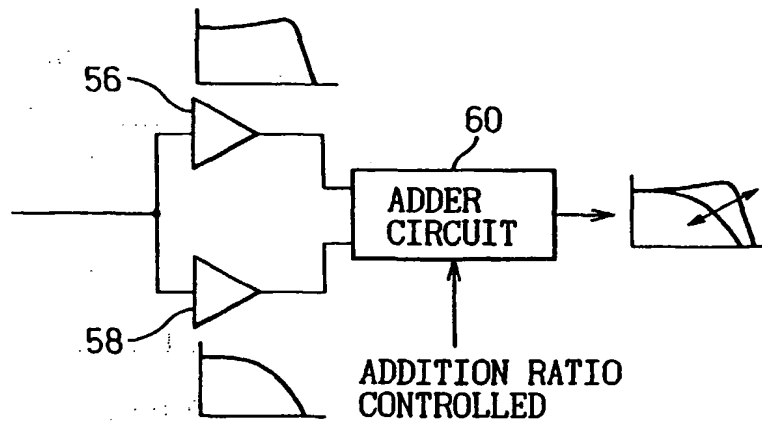 56
60
ADDER
CIRCUIT
58
ADDITION RATIO
CONTROLLED